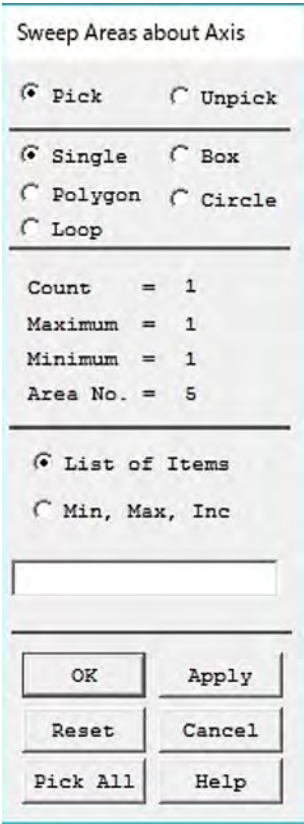 Sweep Areas about Axis
Pick Unpick
Single Box
Polygon Circle
Loop
Count = 1
Maximum = 1
Minimum = 1
Area No. = 5
List of Items
Min, Max, Inc
OK Apply
Reset Cancel
Pick All Help